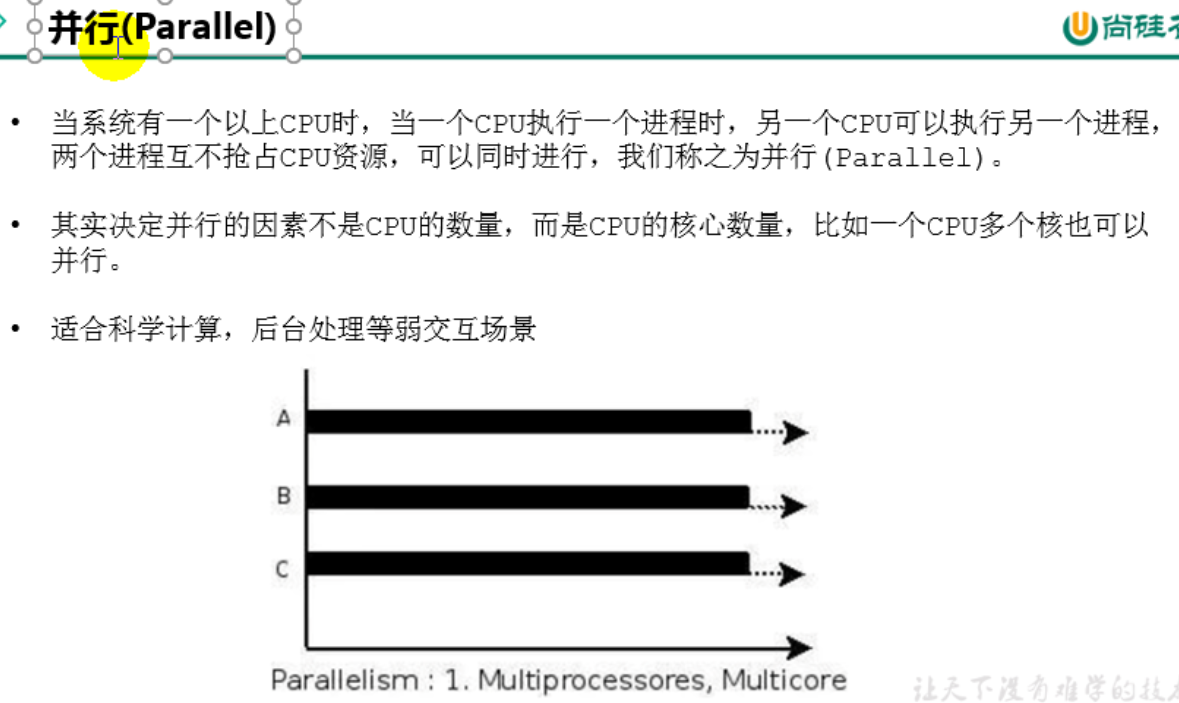 并行(Parallel)
尚硅
• 当系统有一个以上CPU时，当一个CPU执行一个进程时，另一个CPU可以执行另一个进程，
两个进程互不抢占CPU资源，可以同时进行，我们称之为并行(Parallel)。
• 其实决定并行的因素不是CPU的数量，而是CPU的核心数量，比如一个CPU多个核也可以
并行。
• 适合科学计算，后台处理等弱交互场景
A
B
C
Parallelism : 1. Multiprocessores, Multicore
让天下没有难学的技